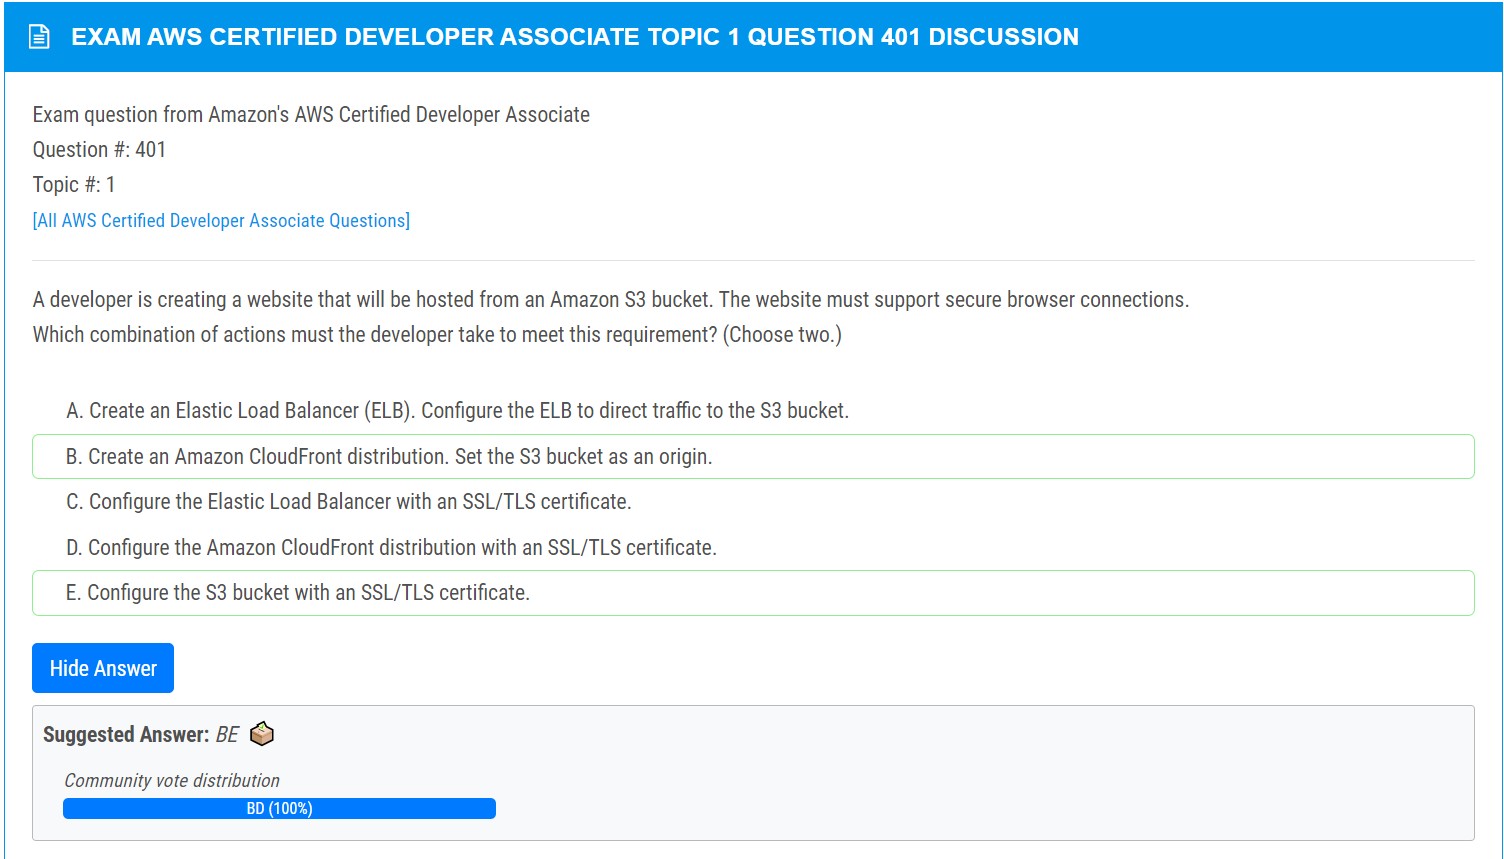 EXAM AWS CERTIFIED DEVELOPER ASSOCIATE TOPIC 1 QUESTION 401 DISCUSSION
Exam question from Amazon's AWS Certified Developer Associate
Question #: 401
Topic #: 1
[All AWS Certified Developer Associate Questions]
A developer is creating a website that will be hosted from an Amazon S3 bucket. The website must support secure browser connections.
Which combination of actions must the developer take to meet this requirement? (Choose two.)
A. Create an Elastic Load Balancer (ELB). Configure the ELB to direct traffic to the S3 bucket.
B. Create an Amazon CloudFront distribution. Set the S3 bucket as an origin.
C. Configure the Elastic Load Balancer with an SSL/TLS certificate.
D. Configure the Amazon CloudFront distribution with an SSL/TLS certificate.
E. Configure the S3 bucket with an SSL/TLS certificate.
Hide Answer
Suggested Answer: BE
Community vote distribution
BD (100%)